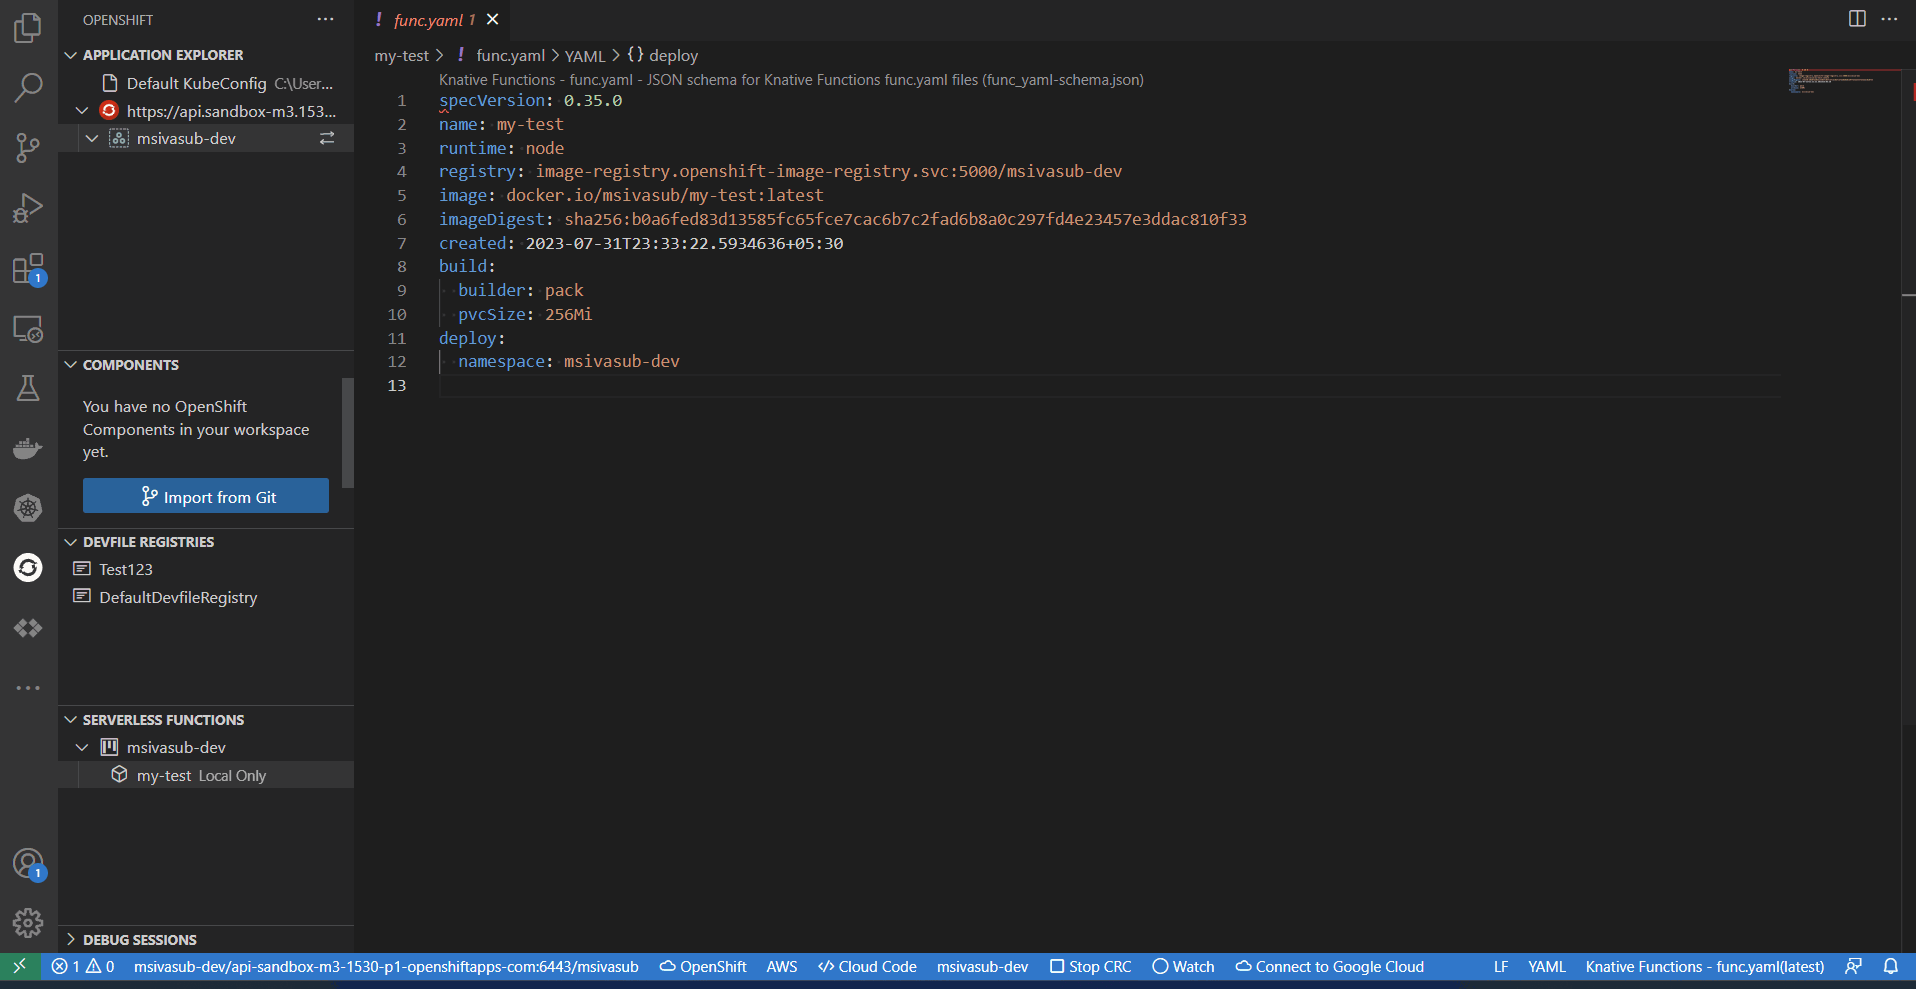 OPENSHIFT
APPLICATION EXPLORER
Default KubeConfig C:\User...
https://api.sandbox-m3.153...
msivasub-dev
COMPONENTS
You have no OpenShift
Components in your workspace
yet.
Import from Git
DEVFILE REGISTRIES
Test123
DefaultDevfileRegistry
SERVERLESS FUNCTIONS
msivasub-dev
my-test Local Only
DEBUG SESSIONS
1
1
! func.yaml 1
my-test > ! func.yaml > YAML > {} deploy
Knative Functions - func.yaml - JSON schema for Knative Functions func.yaml files (func_yaml-schema.json)
1 specVersion: 0.35.0
2 name: my-test
3 runtime: node
4 registry: image-registry.openshift-image-registry.svc:5000/msivasub-dev
5 image: docker.io/msivasub/my-test:latest
6 imageDigest: sha256:b0a6fed83d13585fc65fce7cac6b7c2fad6b8a0c297fd4e23457e3ddac810f33
7 created: 2023-07-31T23:33:22.5934636+05:30
8 build:
9 builder: pack
10 pvcSize: 256Mi
11 deploy:
12 namespace: msivasub-dev
13
1 0 msivasub-dev/api-sandbox-m3-1530-p1-openshiftapps-com:6443/msivasub OpenShift AWS </> Cloud Code msivasub-dev Stop CRC Watch Connect to Google Cloud LF YAML Knative Functions - func.yaml(latest)